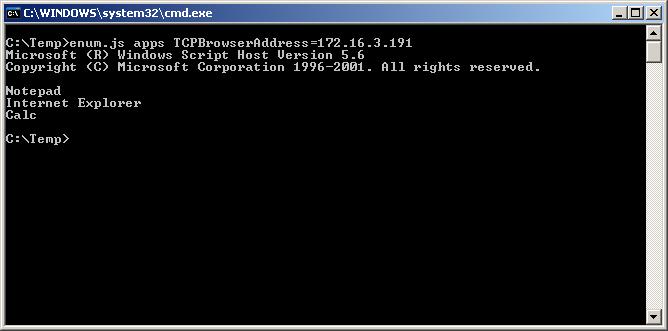 C:\WINDOWS\system32\cmd.exe
C:\Temp>enum.js apps TCPBrowserAddress=172.16.3.191
Microsoft (R) Windows Script Host Version 5.6
Copyright (C) Microsoft Corporation 1996-2001. All rights reserved.
Notepad
Internet Explorer
Calc
C:\Temp>